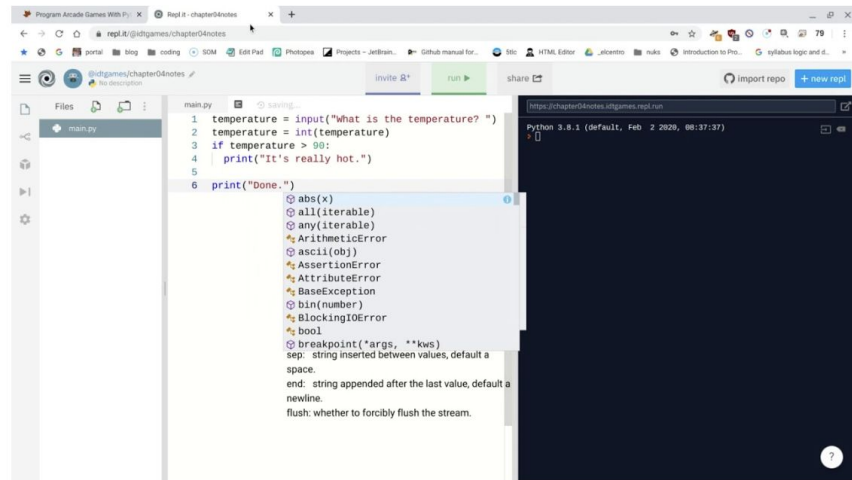 Program Arcade Games With Py
Repl.it - chapter04notes
repl.it/@idtgames/chapter04notes
79
G portal blog coding SOM Edit Pad Photopea Projects - JetBrain... Github manual for... 5tlc HTML Editor _elcentro nuko Introduction to Pro... syllabus logic and d..
@idtgames/chapter04notes
No description
invite
run
share
import repo
+ new repl
Files
main.py
main.py
saving...
1 temperature = input("What is the temperature? ")
2 temperature = int(temperature)
3 if temperature > 90:
4 print("It's really hot.")
5
6 print("Done.")
abs(x)
all(iterable)
any(iterable)
ArithmeticError
ascii(obj)
AssertionError
AttributeError
BaseException
bin(number)
BlockingIOError
bool
breakpoint(*args, **kws)
sep: string inserted between values, default a
space.
end: string appended after the last value, default a
newline.
flush: whether to forcibly flush the stream.
https://chapter04notes.idtgames.repl.run
Python 3.8.1 (default, Feb 2 2020, 08:37:37)
>
?